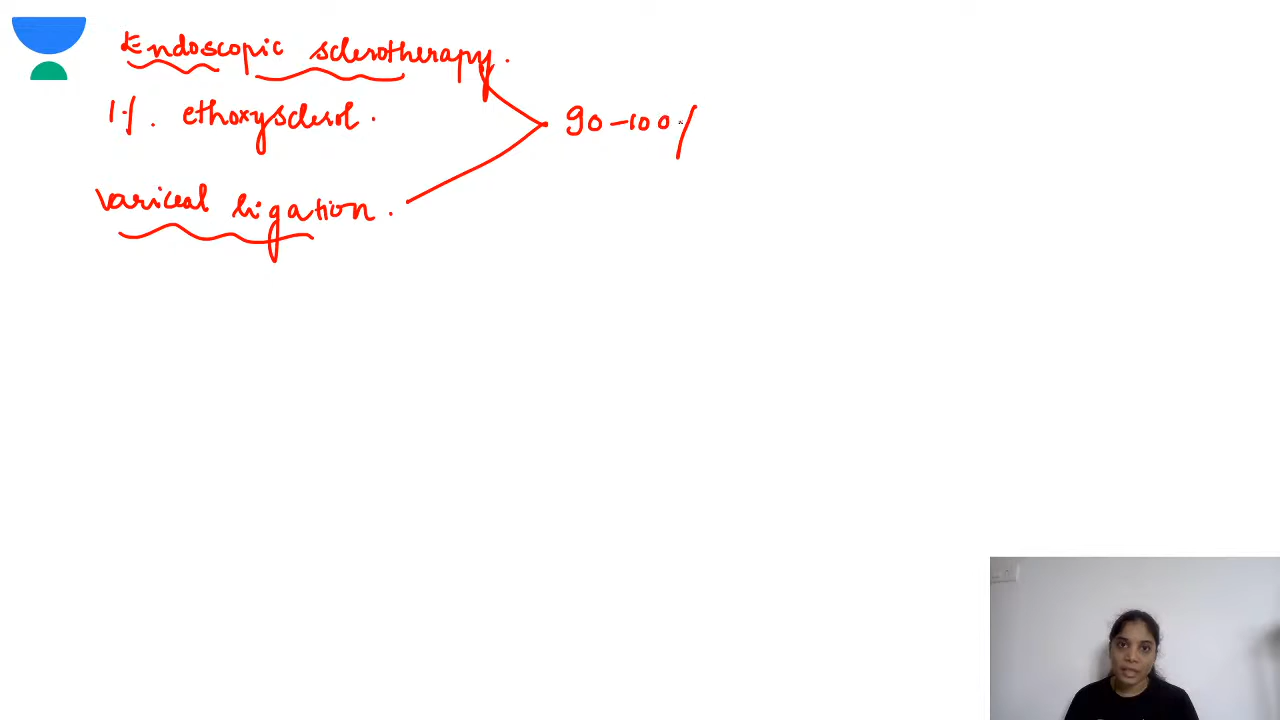 Endoscopic sclerotherapy.
1%. ethoxysclerol.
90-100%
Variceal ligation.